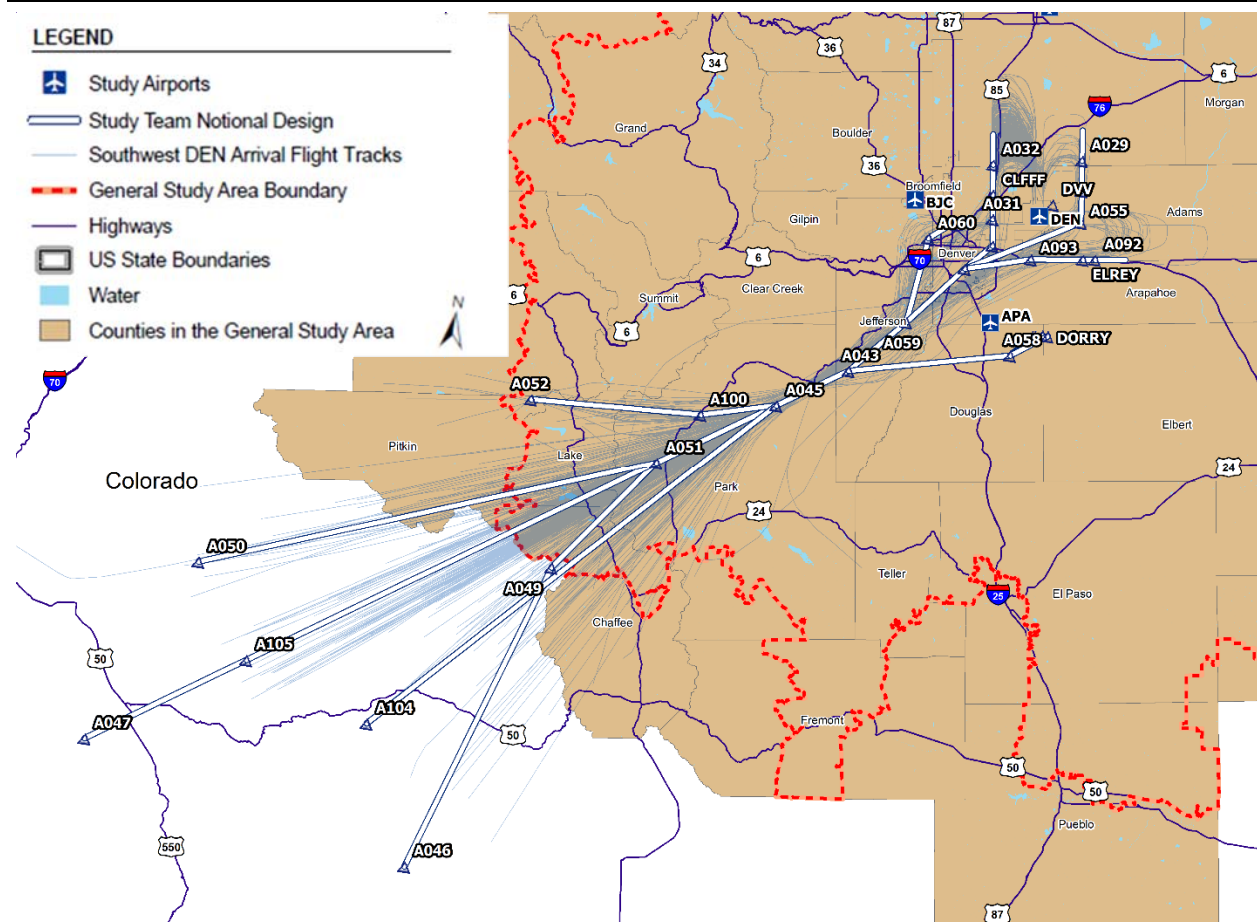 LEGEND
Study Airports
Study Team Notional Design
Southwest DEN Arrival Flight Tracks
General Study Area Boundary
Highways
US State Boundaries
Water
Counties in the General Study Area
N
87
36
34
6
Morgan
85
76
Grand
Boulder
A032
A029
36
CLFFF
DVV
Broomfield
BJC
A031
A055
Adams
Gilpin
A060
DEN
6
70
Denver
A093
A092
ELREY
Clear Creek
Arapahoe
6
Summit
6
Jefferson
APA
A059
A058
DORRY
A043
70
A052
A100
A045
Douglas
Elbert
Pitkin
Lake
A051
24
Colorado
Park
24
A050
Teller
A049
25
El Paso
Chaffee
A105
50
A047
A104
50
Fremont
50
50
Pueblo
550
A046
87